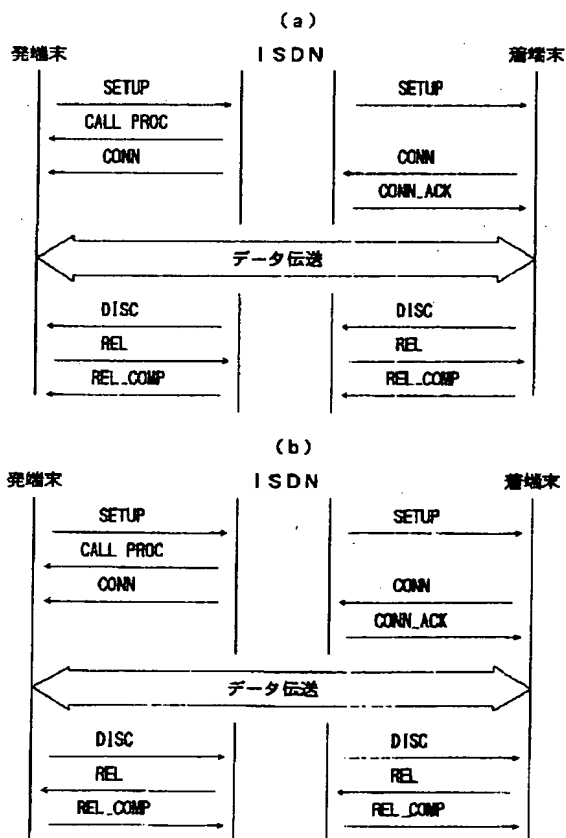 (a)
発端末 ISDN 着端末
SETUP SETUP
CALL PROC
CONN CONN
CONN_ACK
データ伝送
DISC DISC
REL REL
REL_COMP REL_COMP
(b)
発端末 ISDN 着端末
SETUP SETUP
CALL PROC
CONN CONN
CONN_ACK
データ伝送
DISC DISC
REL REL
REL_COMP REL_COMP